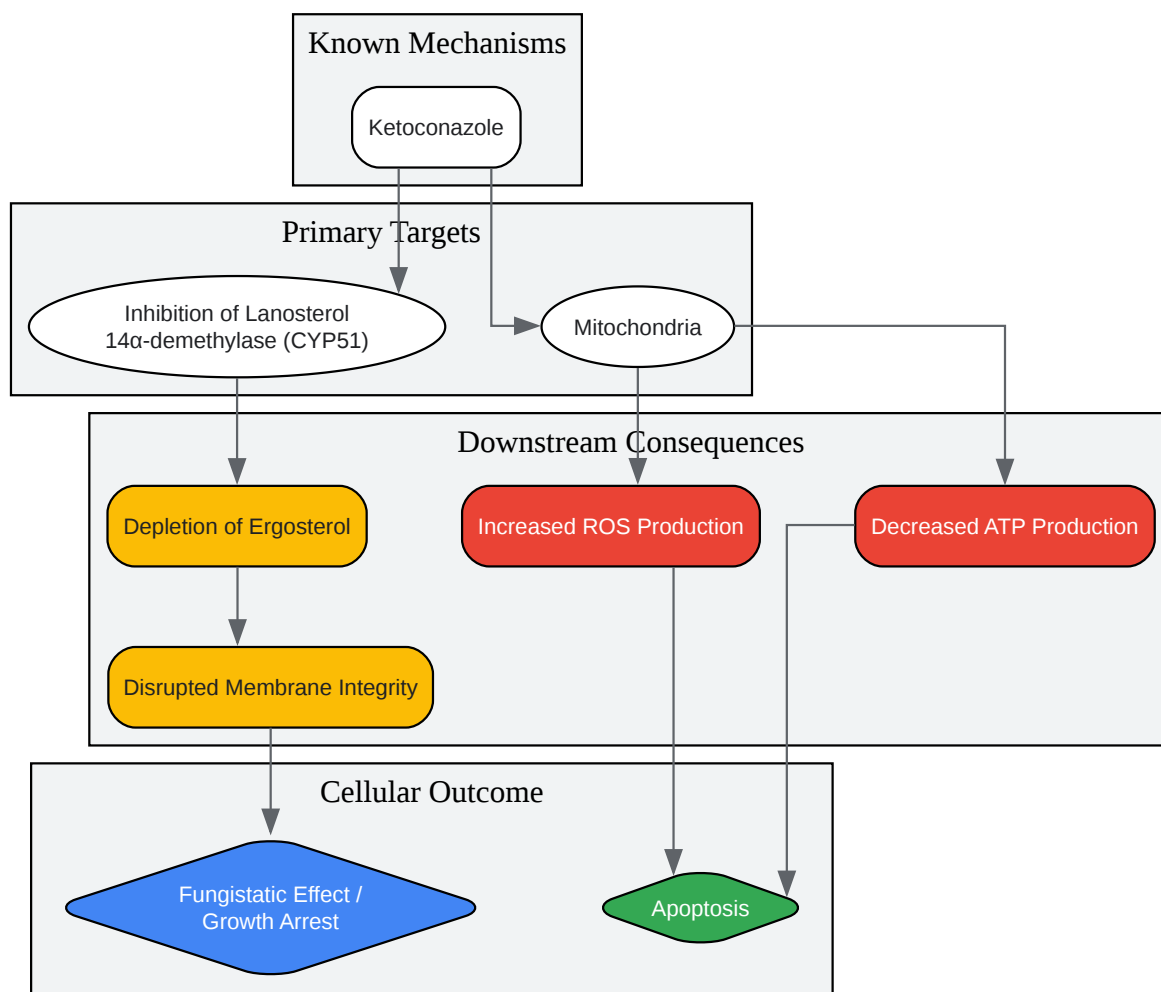 Known Mechanisms
Ketoconazole
Primary Targets
Inhibition of Lanosterol
14α-demethylase (CYP51)
Mitochondria
Downstream Consequences
Depletion of Ergosterol
Increased ROS Production
Decreased ATP Production
Disrupted Membrane Integrity
Cellular Outcome
Fungistatic Effect /
Growth Arrest
Apoptosis